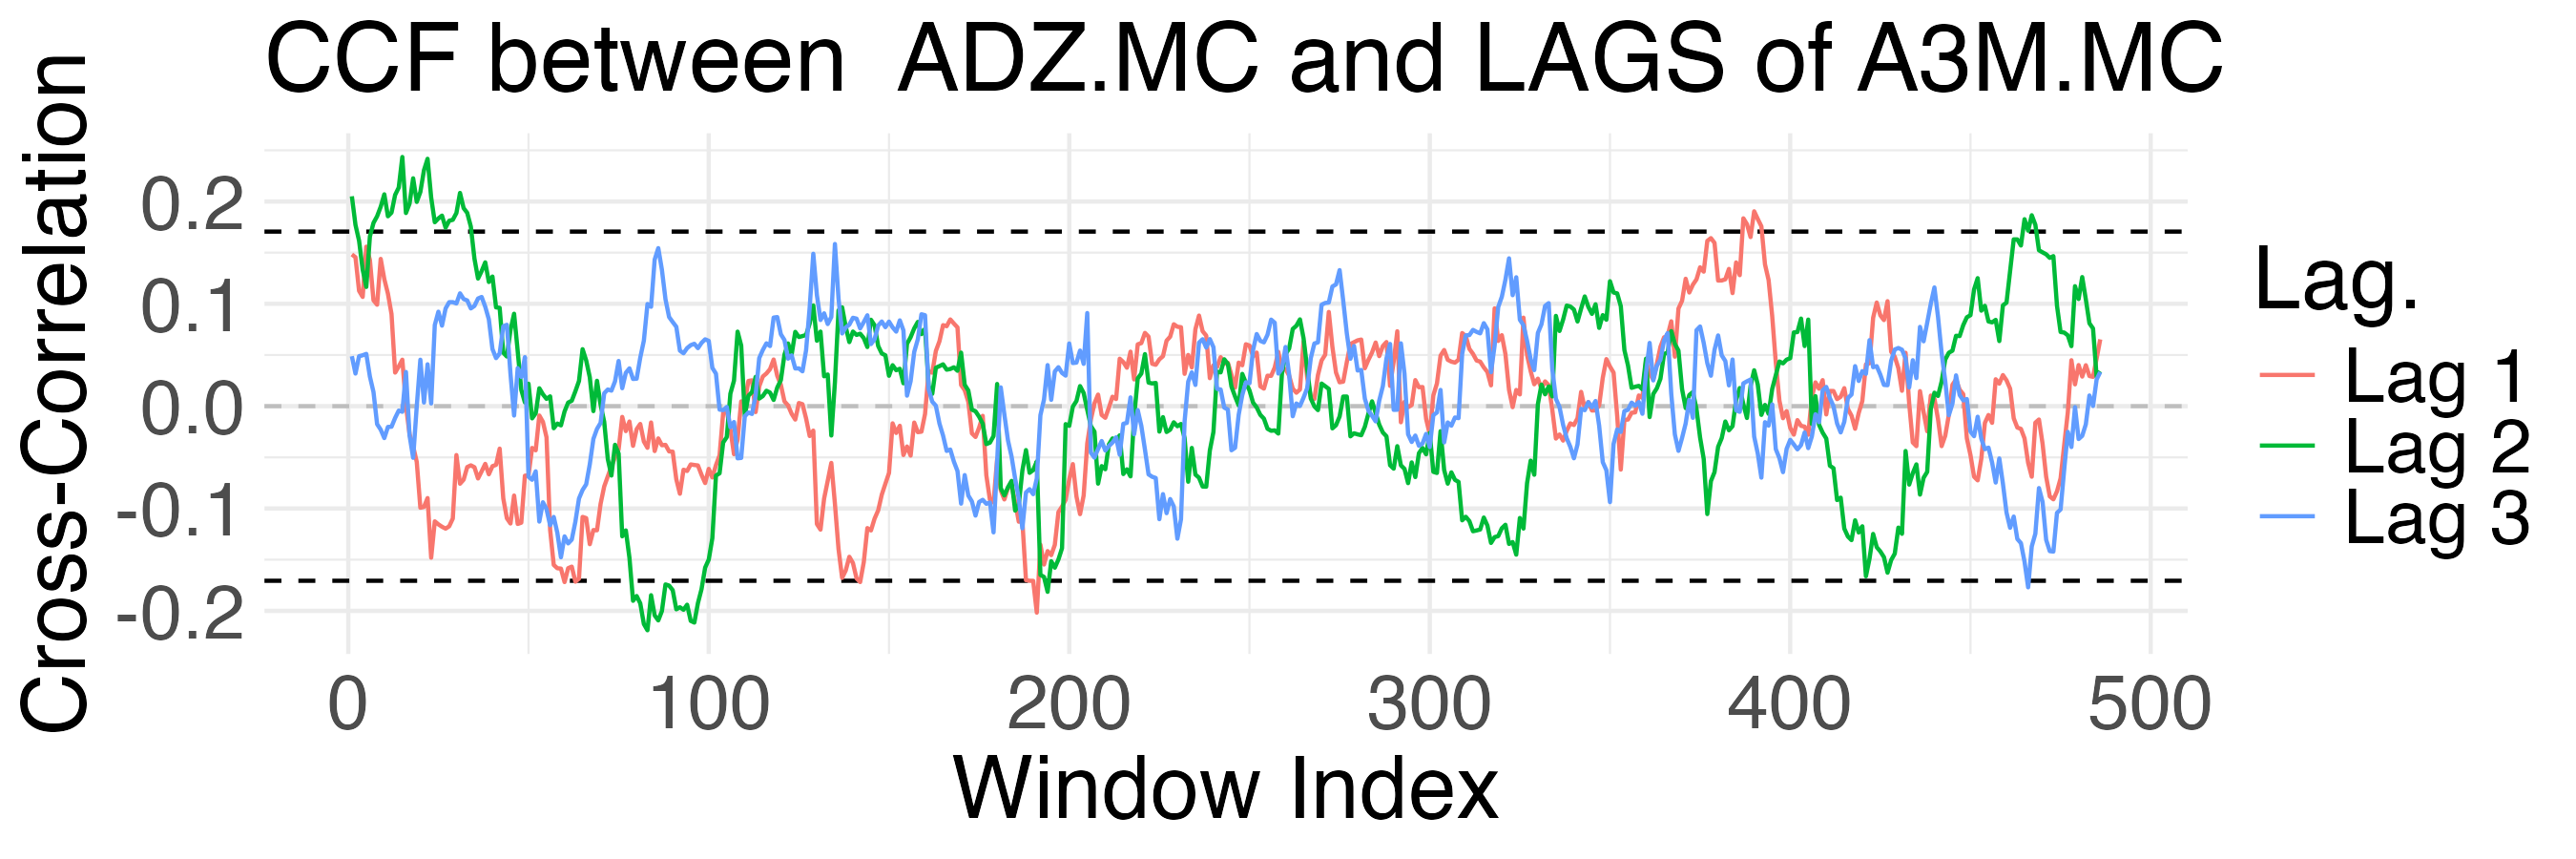 CCF between  ADZ.MC and LAGS of A3M.MC
Cross-Correlation
0.2
0.1
0.0
-0.1
-0.2
0 100 200 300 400 500
Window Index
Lag.
Lag 1
Lag 2
Lag 3